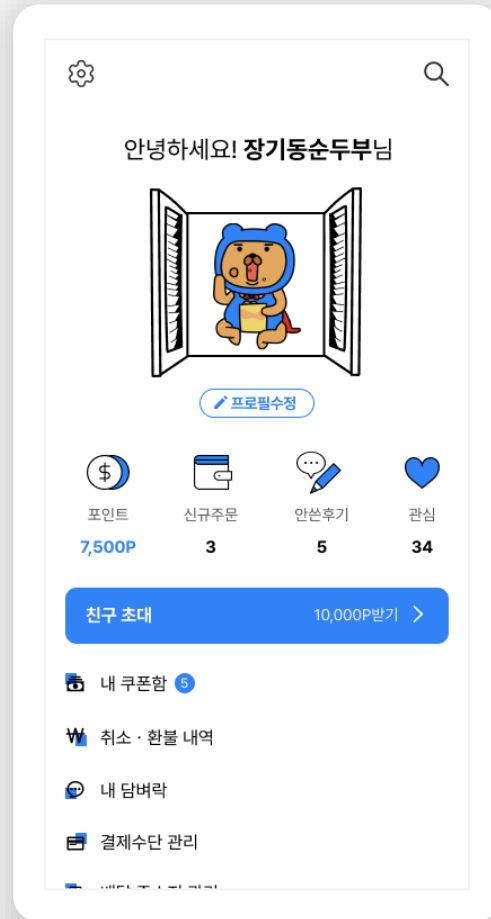 안녕하세요! 장기동순두부님
프로필수정
포인트 신규주문 안쓴후기 관심
7,500P 3 5 34
친구 초대 10,000P받기
내 쿠폰함 5
취소 · 환불 내역
내 담벼락
결제수단 관리